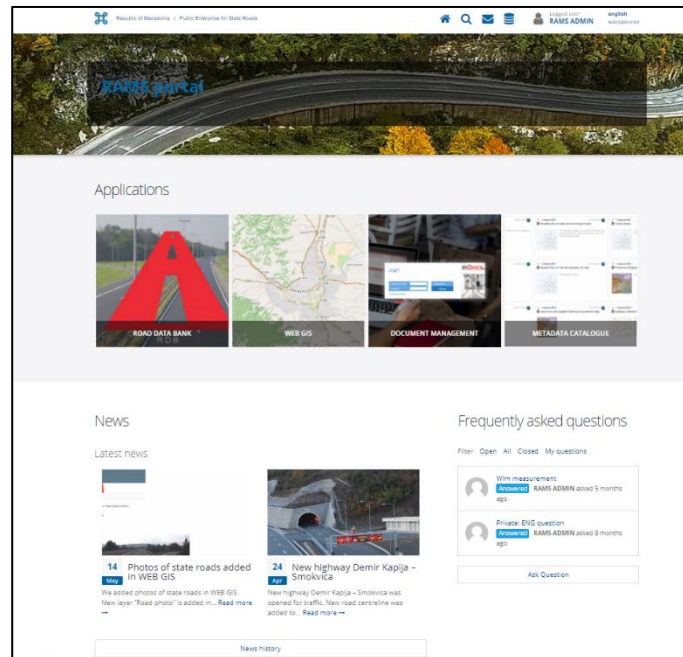 Republic of Macedonia | Public Enterprise for State Roads
Logged user
RAMS ADMIN
english
македонски
RAMS portal
Applications
ROAD DATA BANK
RDB
WEB GIS
Login
mDocs
DOCUMENT MANAGEMENT
METADATA CATALOGUE
News
Latest news
14
May
Photos of state roads added
in WEB GIS
We added photos of state roads in WEB GIS.
New layer "Road photo" is added in... Read more
→
24
Apr
New highway Demir Kapija –
Smokvica
New highway Demir Kapija – Smokvica was
opened for traffic. New road centreline was
added to... Read more →
News history
Frequently asked questions
Filter Open All Closed My questions
Wim measurement
Answered RAMS ADMIN asked 5 months
ago
Private: ENG question
Answered RAMS ADMIN asked 8 months
ago
Ask Question